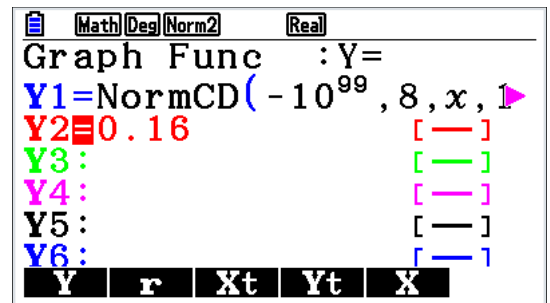 Math Deg Norm2 Real
Graph Func :Y=
Y1=NormCD(-10⁹⁹,8,x,1
Y2=0.16 [—]
Y3: [—]
Y4: [—]
Y5: [—]
Y6: [—]
Y r Xt Yt X